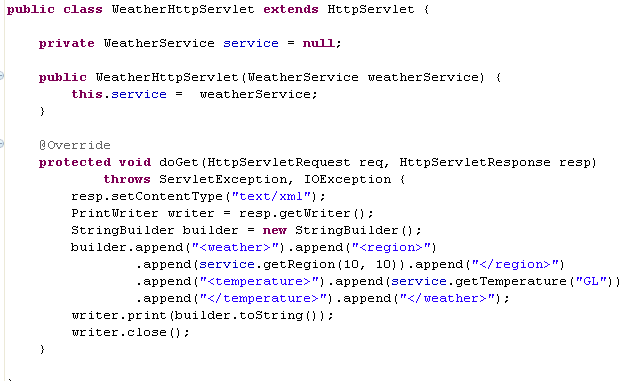 public class WeatherHttpServlet extends HttpServlet {
private WeatherService service = null;
public WeatherHttpServlet(WeatherService weatherService) {
this.service =  weatherService;
}
@Override
protected void doGet(HttpServletRequest req, HttpServletResponse resp)
throws ServletException, IOException {
resp.setContentType("text/xml");
PrintWriter writer = resp.getWriter();
StringBuilder builder = new StringBuilder();
builder.append("<weather>").append("<region>")
.append(service.getRegion(10, 10)).append("</region>")
.append("<temperature>").append(service.getTemperature("GL"))
.append("</temperature>").append("</weather>");
writer.print(builder.toString());
writer.close();
}